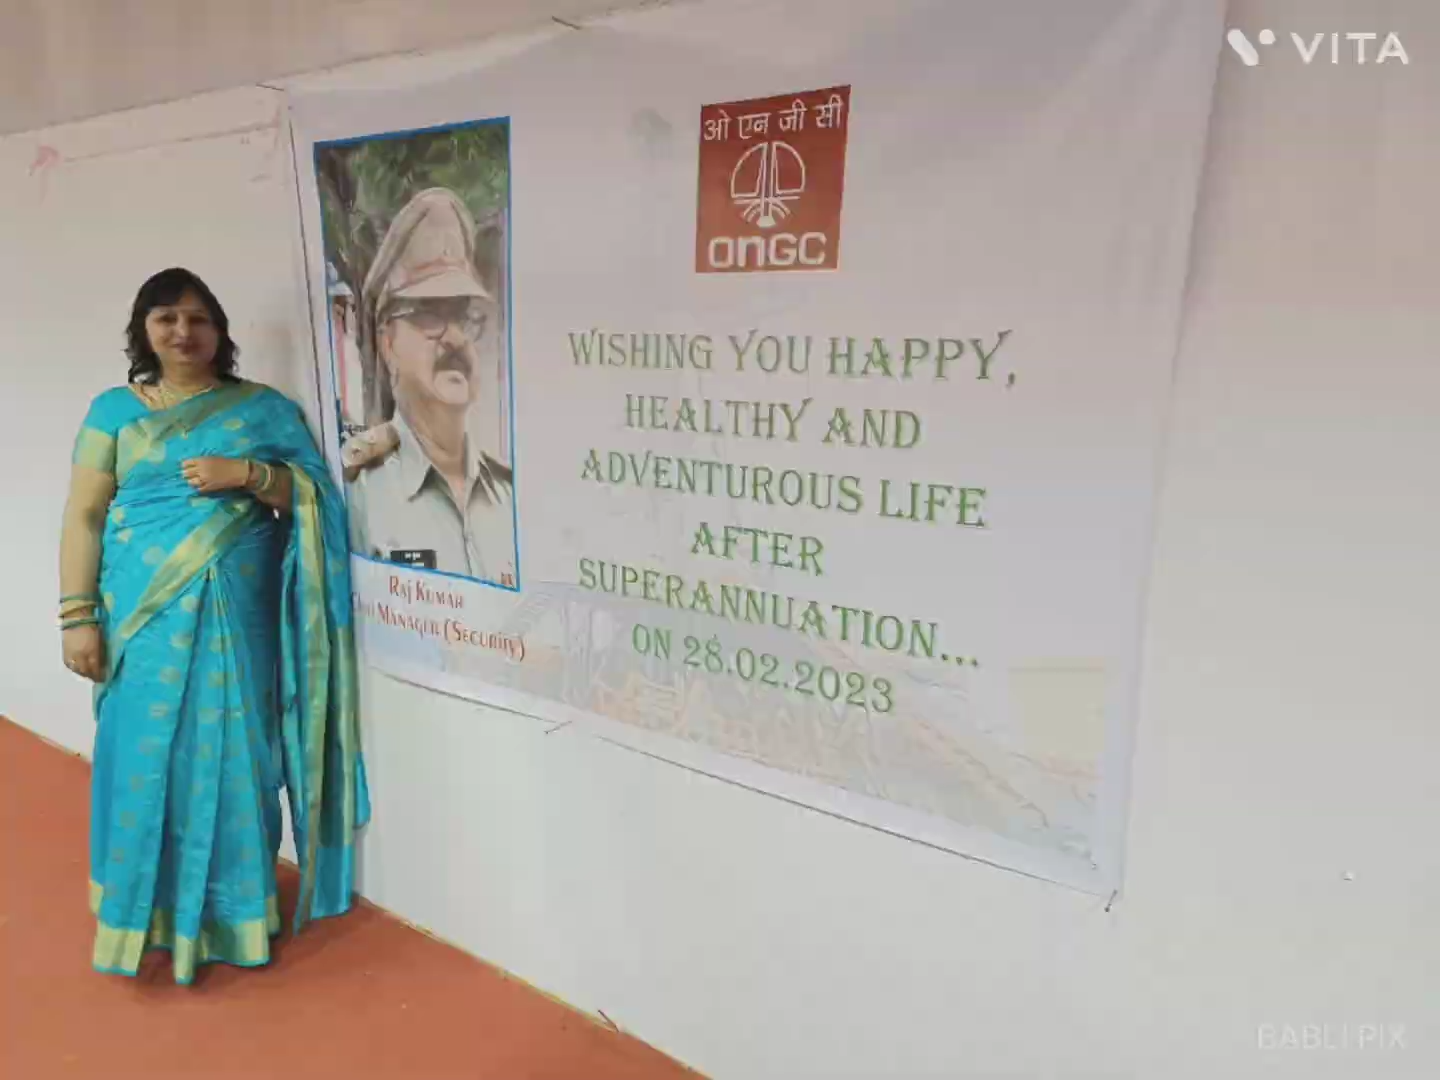 VITA
ओ एन जी सी
ONGC
WISHING YOU HAPPY,
HEALTHY AND
ADVENTUROUS LIFE
AFTER
SUPERANNUATION...
ON 28.02.2023
RAJ KUMAR
MANAGER (SECURITY)
BABLI PIX